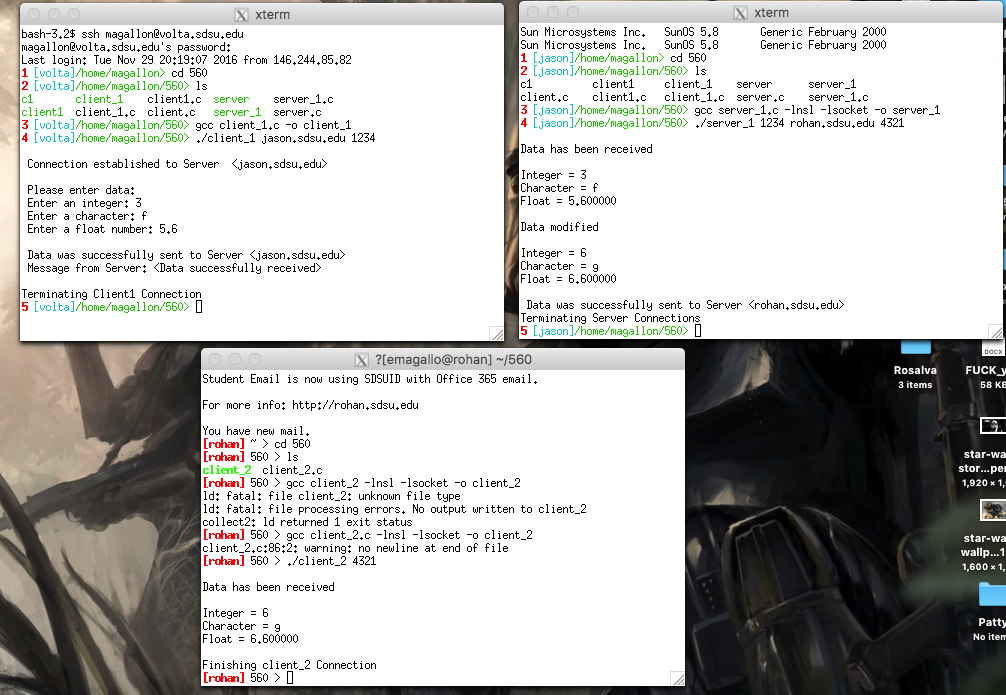 xterm
bash-3.2$ ssh magallon@volta.sdsu.edu
magallon@volta.sdsu.edu's password:
Last login: Tue Nov 29 20:19:07 2016 from 146.244.85.82
1 [volta]/home/magallon> cd 560
2 [volta]/home/magallon/560> ls
c1 client_1 client1.c server server_1.c
client1 client_1.c client.c server_1 server.c
3 [volta]/home/magallon/560> gcc client_1.c -o client_1
4 [volta]/home/magallon/560> ./client_1 jason.sdsu.edu 1234
Connection established to Server <jason.sdsu.edu>
Please enter data:
Enter an integer: 3
Enter a character: f
Enter a float number: 5.6
Data was successfully sent to Server <jason.sdsu.edu>
Message from Server: <Data successfully received>
Terminating Client1 Connection
5 [volta]/home/magallon/560>
xterm
Sun Microsystems Inc. SunOS 5.8 Generic February 2000
Sun Microsystems Inc. SunOS 5.8 Generic February 2000
1 [jason]/home/magallon> cd 560
2 [jason]/home/magallon/560> ls
c1 client1 client_1 server server_1
client.c client1.c client_1.c server.c server_1.c
3 [jason]/home/magallon/560> gcc server_1.c -lnsl -lsocket -o server_1
4 [jason]/home/magallon/560> ./server_1 1234 rohan.sdsu.edu 4321
Data has been received
Integer = 3
Character = f
Float = 5.600000
Data modified
Integer = 6
Character = g
Float = 6.600000
Data was successfully sent to Server <rohan.sdsu.edu>
Terminating Server Connections
5 [jason]/home/magallon/560>
?[emagallo@rohan] ~/560
Student Email is now using SDSUID with Office 365 email.
For more info: http://rohan.sdsu.edu
You have new mail.
[rohan] ~ > cd 560
[rohan] 560 > ls
client_2 client_2.c
[rohan] 560 > gcc client_2 -lnsl -lsocket -o client_2
ld: fatal: file client_2: unknown file type
ld: fatal: file processing errors. No output written to client_2
collect2: ld returned 1 exit status
[rohan] 560 > gcc client_2.c -lnsl -lsocket -o client_2
client_2.c:86:2: warning: no newline at end of file
[rohan] 560 > ./client_2 4321
Data has been received
Integer = 6
Character = g
Float = 6.600000
Finishing client_2 Connection
[rohan] 560 >
DOCX
Rosalva
3 items
FUCK_y
58 KB
star-wa
stor...pe
1,920 × 1,
star-wa
wallp...1
1,600 × 1,
Patty
No item